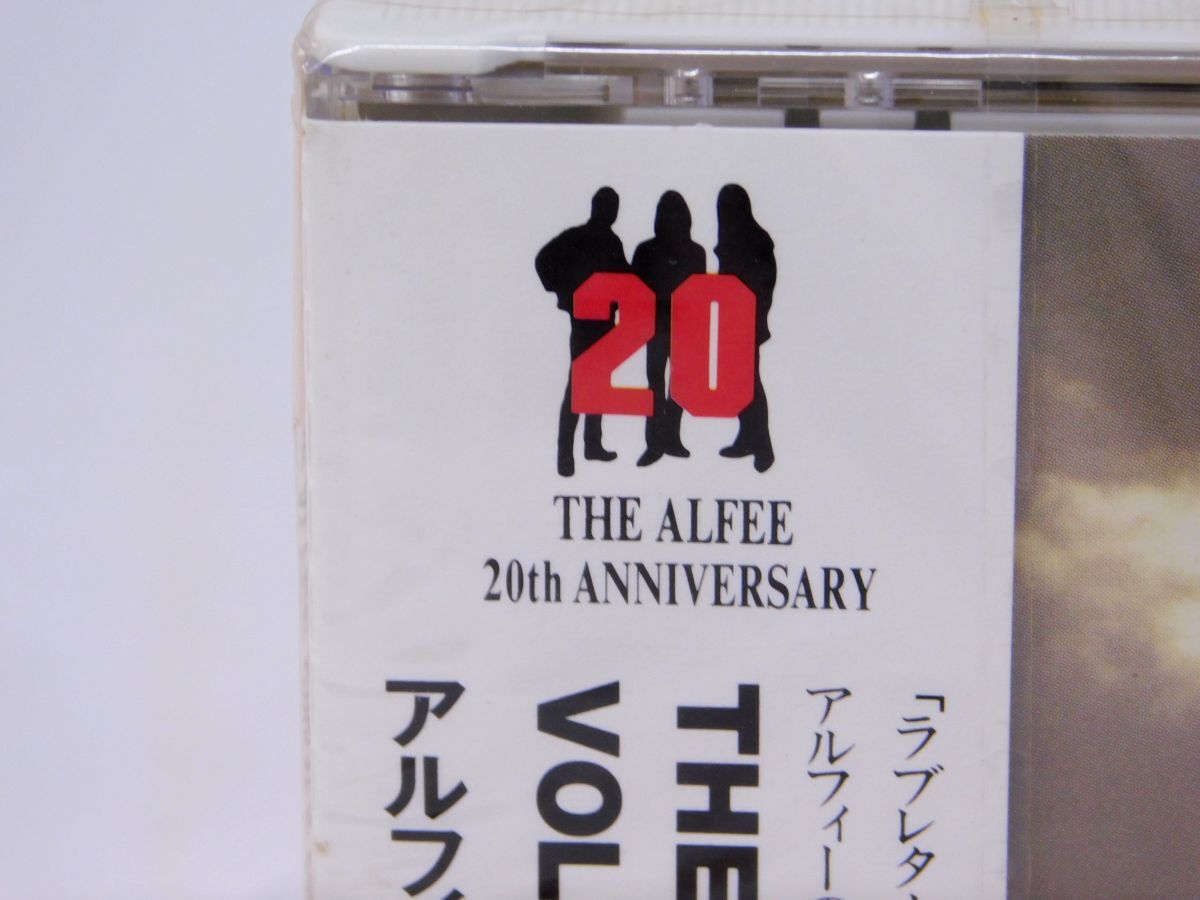 20
THE ALFEE
20th ANNIVERSARY
「ラブレタ
アルフィーの
THE
VOL
アルフィ